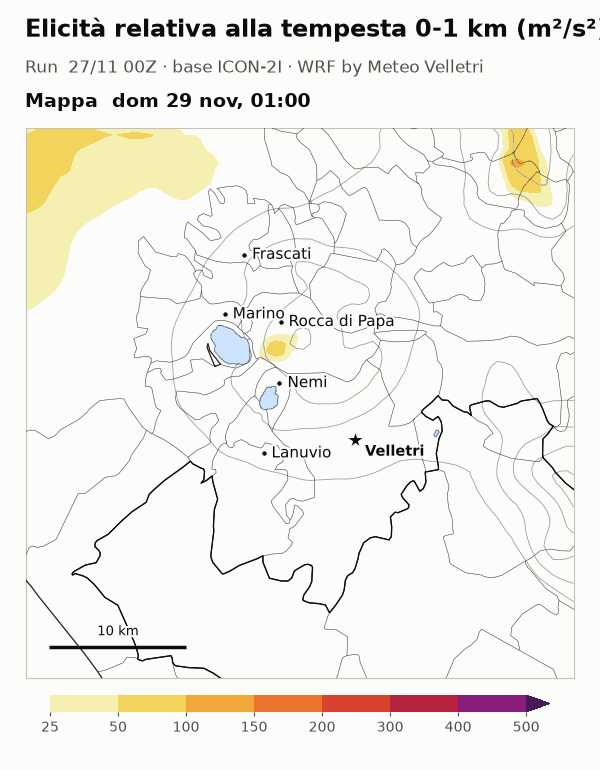 Elicità relativa alla tempesta 0-1 km (m²/s²)
Run 27/11 00Z · base ICON-2I · WRF by Meteo Velletri
Mappa dom 29 nov, 01:00
Frascati
Marino
Rocca di Papa
Nemi
Velletri
Lanuvio
10 km
25 50 100 150 200 300 400 500